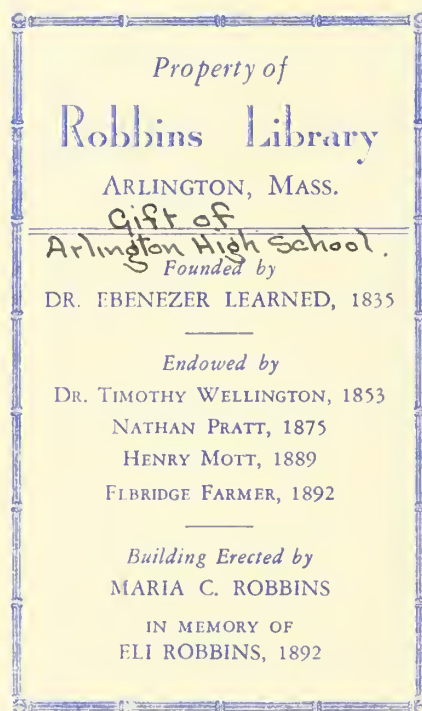 Property of
Robbins Library
ARLINGTON, MASS.
Gift of
Arlington High School.
Founded by
DR. EBENEZER LEARNED, 1835
Endowed by
DR. TIMOTHY WELLINGTON, 1853
NATHAN PRATT, 1875
HENRY MOTT, 1889
ELBRIDGE FARMER, 1892
Building Erected by
MARIA C. ROBBINS
IN MEMORY OF
ELI ROBBINS, 1892